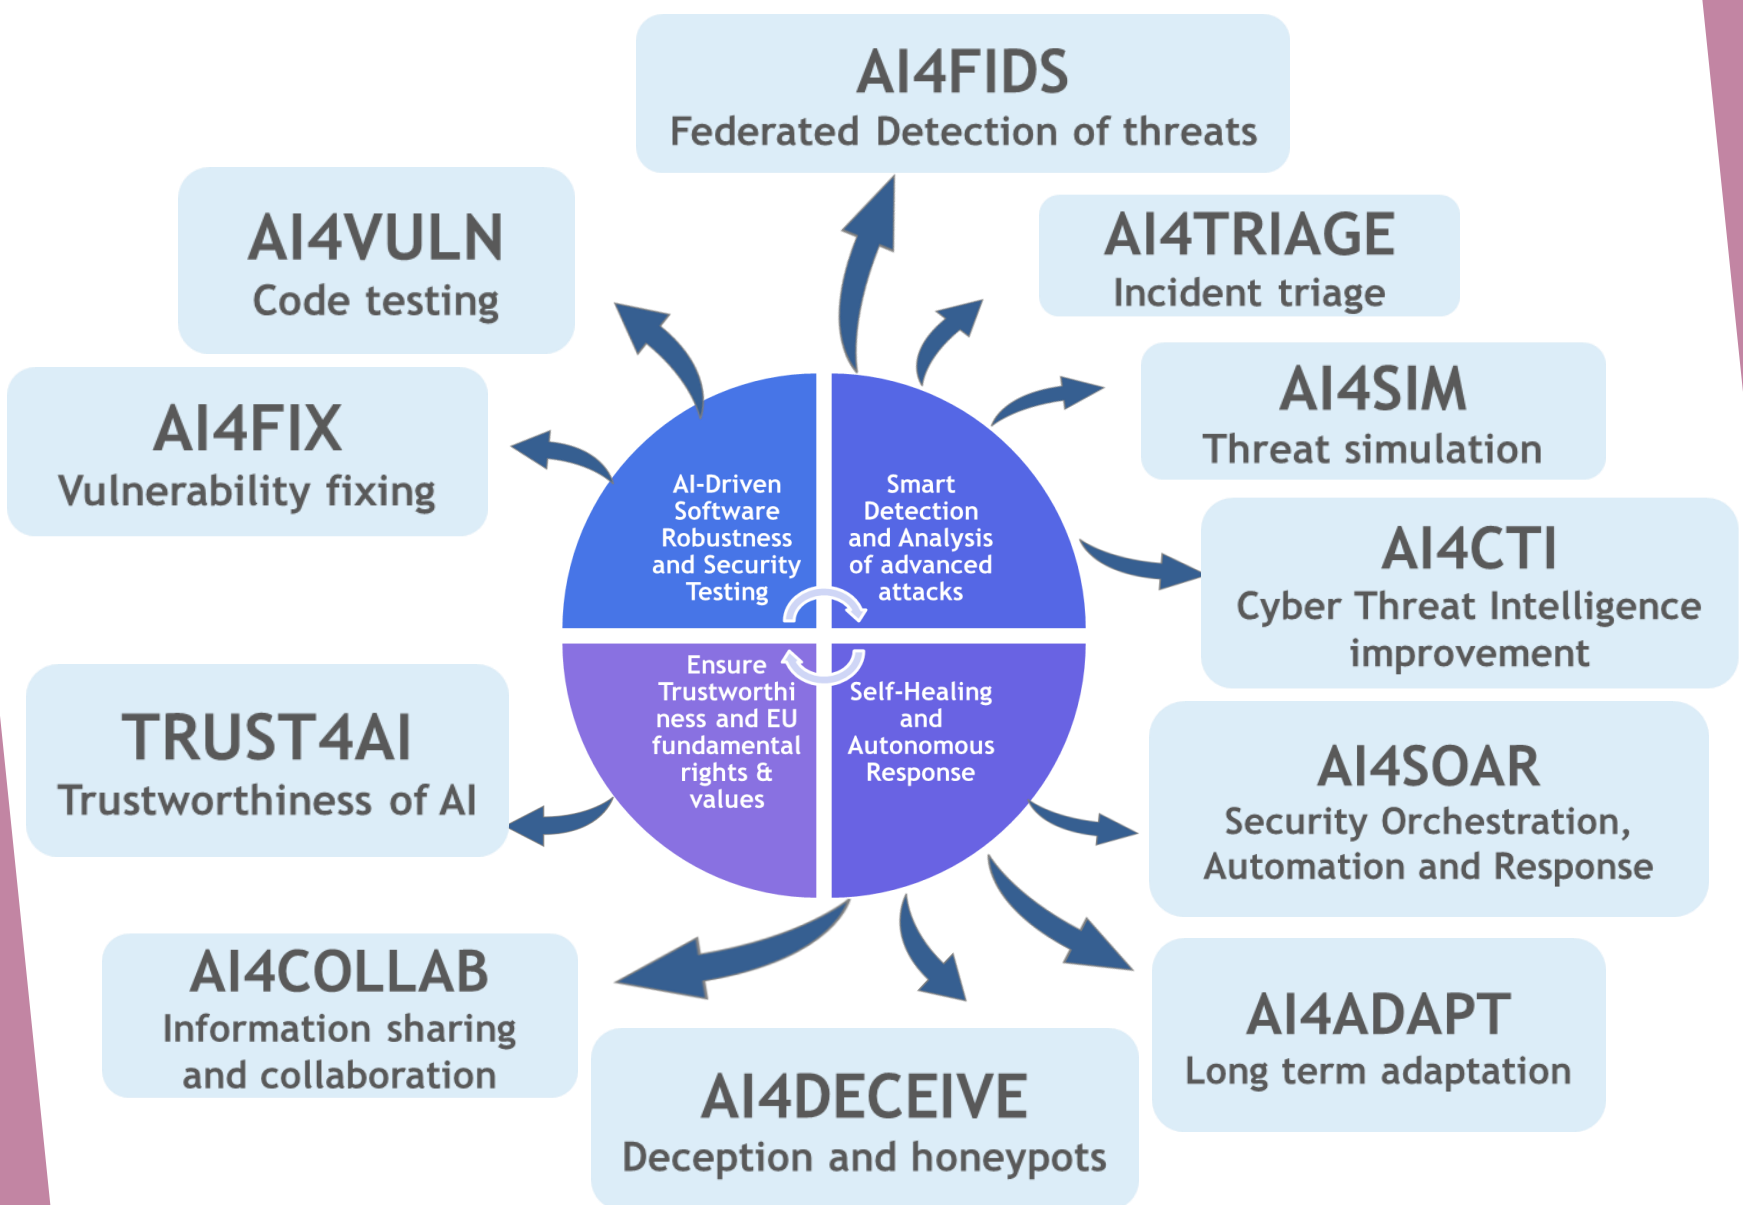 AI4FIDS
Federated Detection of threats
AI4VULN
Code testing
AI4TRIAGE
Incident triage
AI4FIX
Vulnerability fixing
AI4SIM
Threat simulation
AI-Driven
Software
Robustness
and Security
Testing
Smart
Detection
and Analysis
of advanced
attacks
AI4CTI
Cyber Threat Intelligence
improvement
Ensure
Trustworthi
ness and EU
fundamental
rights &
values
Self-Healing
and
Autonomous
Response
TRUST4AI
Trustworthiness of AI
AI4SOAR
Security Orchestration,
Automation and Response
AI4COLLAB
Information sharing
and collaboration
AI4ADAPT
Long term adaptation
AI4DECEIVE
Deception and honeypots